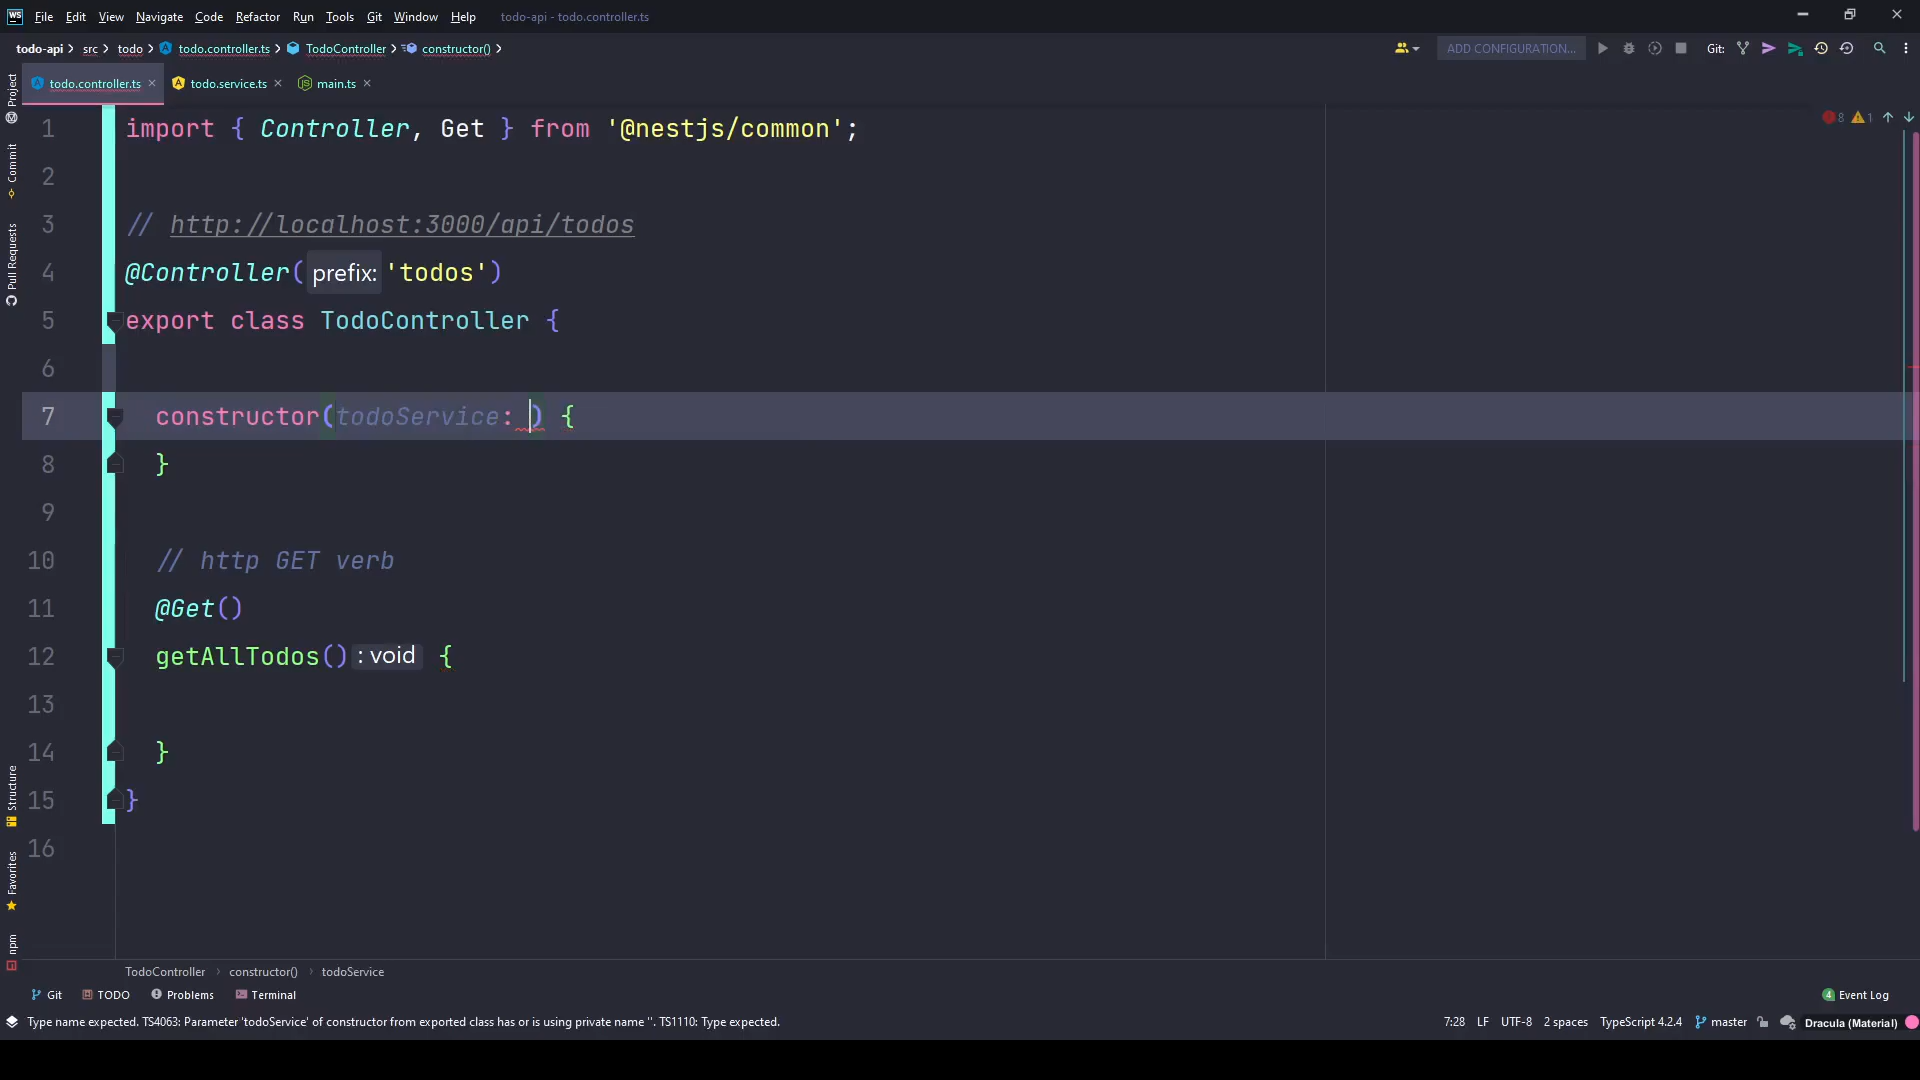 WS File Edit View Navigate Code Refactor Run Tools Git Window Help todo-api - todo.controller.ts
todo-api src todo todo.controller.ts TodoController constructor() ADD CONFIGURATION... Git:
todo.controller.ts todo.service.ts main.ts
Project
Commit
Pull Requests
Structure
Favorites
npm
8 1
1 import { Controller, Get } from '@nestjs/common';
2
3 // http://localhost:3000/api/todos
4 @Controller( prefix: 'todos')
5 export class TodoController {
6
7 constructor(todoService: ) {
8 }
9
10 // http GET verb
11 @Get()
12 getAllTodos() : void {
13
14 }
15 }
16
TodoController › constructor() › todoService
Git TODO Problems Terminal 4 Event Log
Type name expected. TS4063: Parameter 'todoService' of constructor from exported class has or is using private name ''. TS1110: Type expected. 7:28 LF UTF-8 2 spaces TypeScript 4.2.4 master Dracula (Material)